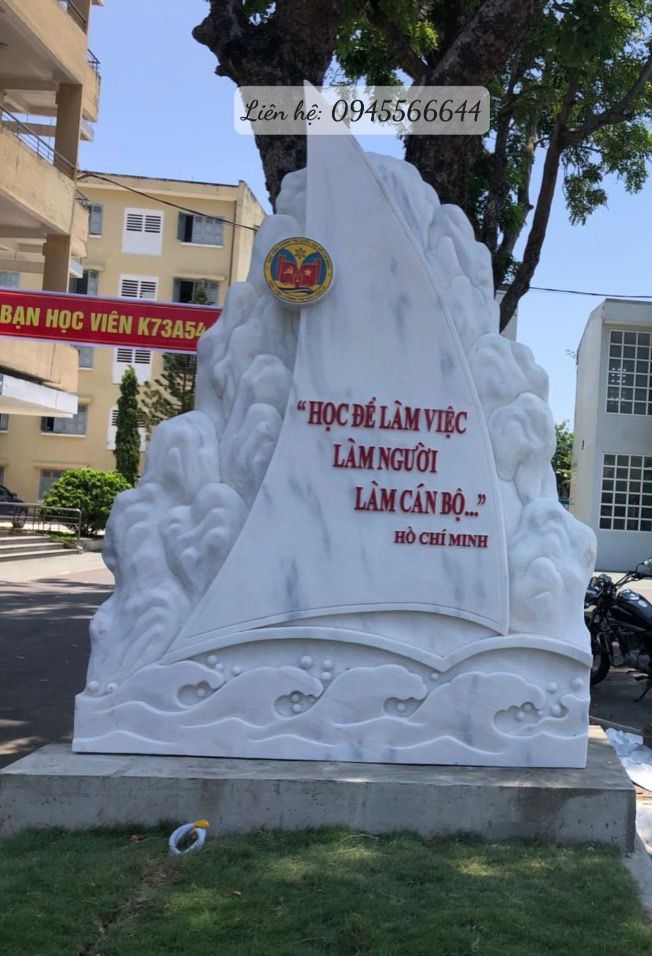 Liên hệ: 0945566644
BẠN HỌC VIÊN K73A54
“HỌC ĐỂ LÀM VIỆC
LÀM NGƯỜI
LÀM CÁN BỘ...”
HỒ CHÍ MINH